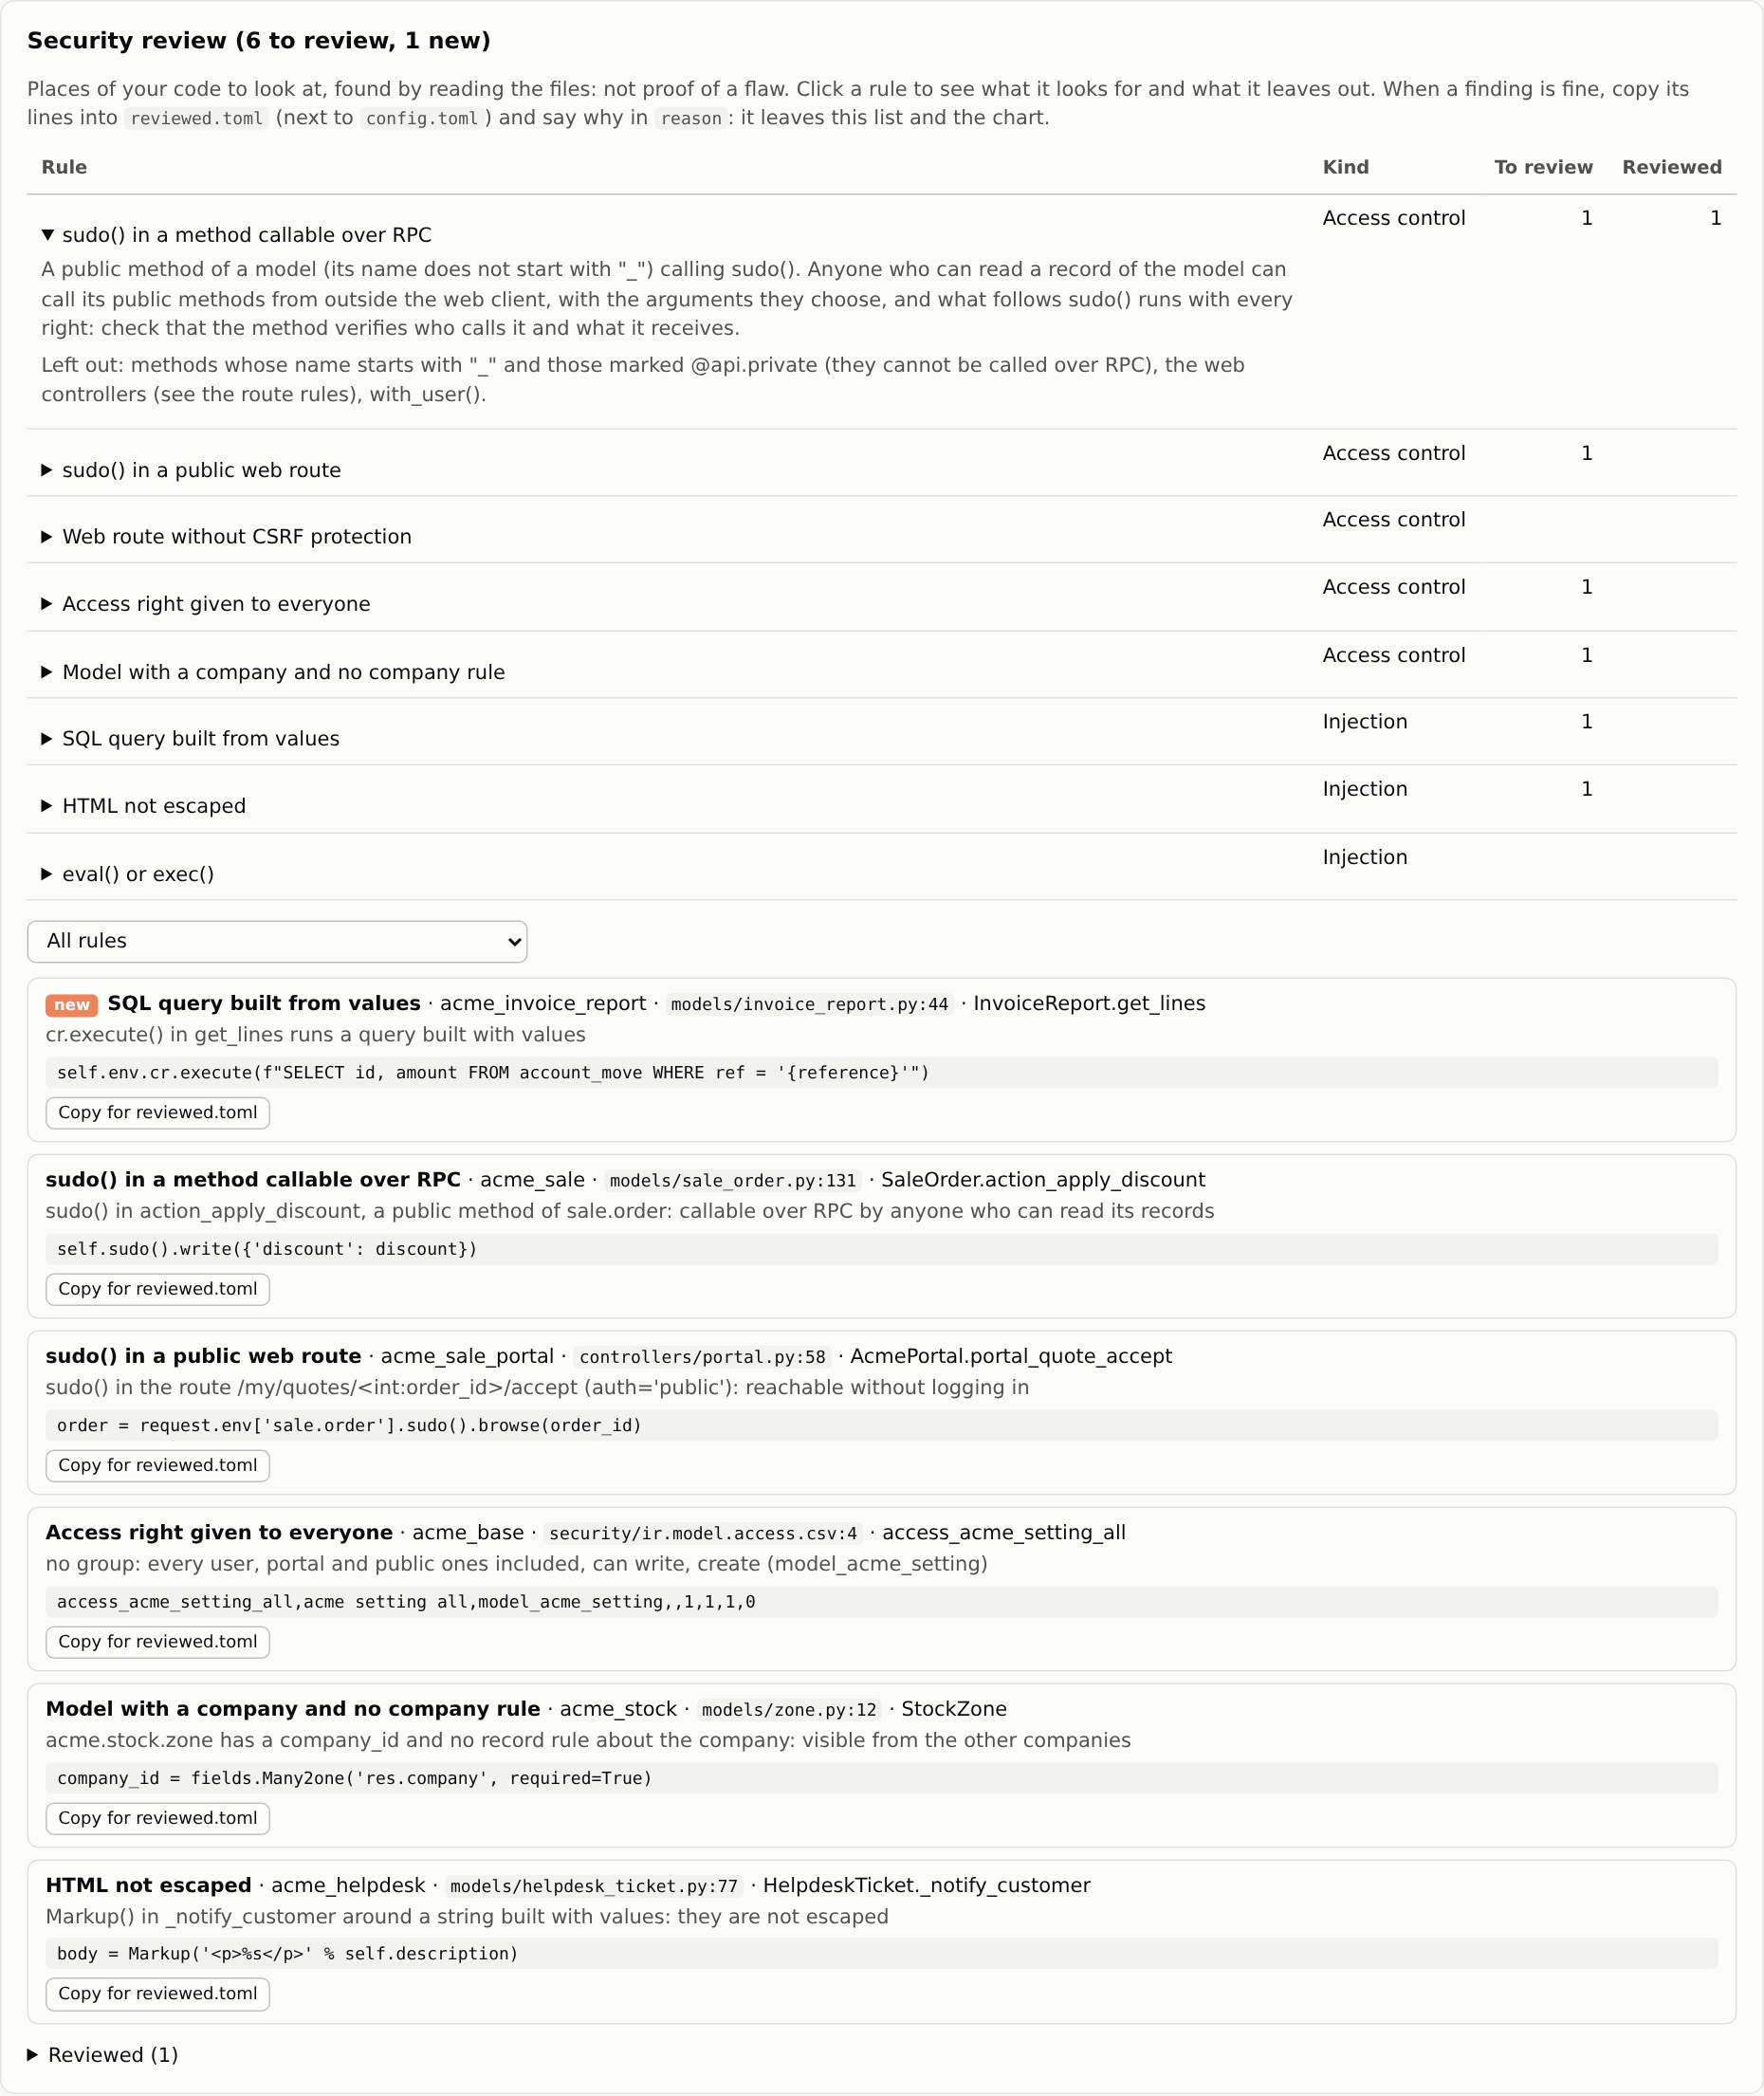 Security review (6 to review, 1 new)
Places of your code to look at, found by reading the files: not proof of a flaw. Click a rule to see what it looks for and what it leaves out. When a finding is fine, copy its
lines into reviewed.toml (next to config.toml) and say why in reason: it leaves this list and the chart.
Rule Kind To review Reviewed
▼ sudo() in a method callable over RPC Access control 1 1
A public method of a model (its name does not start with "_") calling sudo(). Anyone who can read a record of the model can
call its public methods from outside the web client, with the arguments they choose, and what follows sudo() runs with every
right: check that the method verifies who calls it and what it receives.
Left out: methods whose name starts with "_" and those marked @api.private (they cannot be called over RPC), the web
controllers (see the route rules), with_user().
▶ sudo() in a public web route Access control 1
▶ Web route without CSRF protection Access control
▶ Access right given to everyone Access control 1
▶ Model with a company and no company rule Access control 1
▶ SQL query built from values Injection 1
▶ HTML not escaped Injection 1
▶ eval() or exec() Injection
All rules
new SQL query built from values · acme_invoice_report · models/invoice_report.py:44 · InvoiceReport.get_lines
cr.execute() in get_lines runs a query built with values
self.env.cr.execute(f"SELECT id, amount FROM account_move WHERE ref = '{reference}'")
Copy for reviewed.toml
sudo() in a method callable over RPC · acme_sale · models/sale_order.py:131 · SaleOrder.action_apply_discount
sudo() in action_apply_discount, a public method of sale.order: callable over RPC by anyone who can read its records
self.sudo().write({'discount': discount})
Copy for reviewed.toml
sudo() in a public web route · acme_sale_portal · controllers/portal.py:58 · AcmePortal.portal_quote_accept
sudo() in the route /my/quotes/<int:order_id>/accept (auth='public'): reachable without logging in
order = request.env['sale.order'].sudo().browse(order_id)
Copy for reviewed.toml
Access right given to everyone · acme_base · security/ir.model.access.csv:4 · access_acme_setting_all
no group: every user, portal and public ones included, can write, create (model_acme_setting)
access_acme_setting_all,acme setting all,model_acme_setting,,1,1,1,0
Copy for reviewed.toml
Model with a company and no company rule · acme_stock · models/zone.py:12 · StockZone
acme.stock.zone has a company_id and no record rule about the company: visible from the other companies
company_id = fields.Many2one('res.company', required=True)
Copy for reviewed.toml
HTML not escaped · acme_helpdesk · models/helpdesk_ticket.py:77 · HelpdeskTicket._notify_customer
Markup() in _notify_customer around a string built with values: they are not escaped
body = Markup('<p>%s</p>' % self.description)
Copy for reviewed.toml
▶ Reviewed (1)